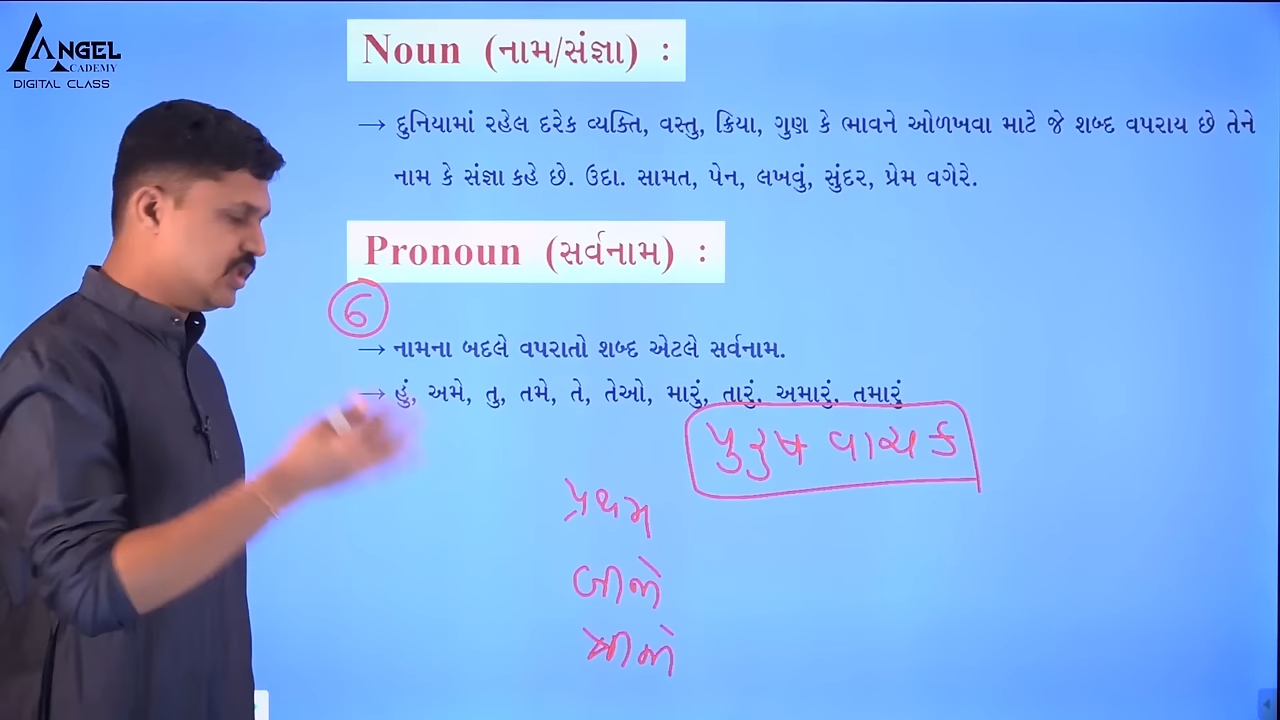 ANGEL
ACADEMY
DIGITAL CLASS
Noun (નામ/સંજ્ઞા) :
→ દુનિયામાં રહેલ દરેક વ્યક્તિ, વસ્તુ, ક્રિયા, ગુણ કે ભાવને ઓળખવા માટે જે શબ્દ વપરાય છે તેને
નામ કે સંજ્ઞા કહે છે. ઉદા. સામત, પેન, લખવું, સુંદર, પ્રેમ વગેરે.
Pronoun (સર્વનામ) :
→ નામના બદલે વપરાતો શબ્દ એટલે સર્વનામ.
→ હું, અમે, તુ, તમે, તે, તેઓ, મારું, તારું, અમારું, તમારું
પુરુષ વાચક
પ્રથમ
બીજો
ત્રીજો